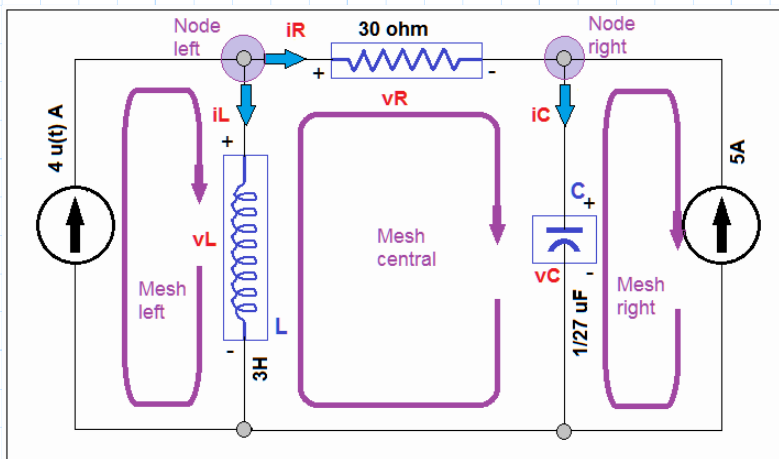 Node
left
iR
30 ohm
Node
right
+
-
vR
iL
iC
+
4 u(t) A
5A
C
+
vL
Mesh
central
vC
-
Mesh
left
Mesh
right
L
-
3H
1/27 uF